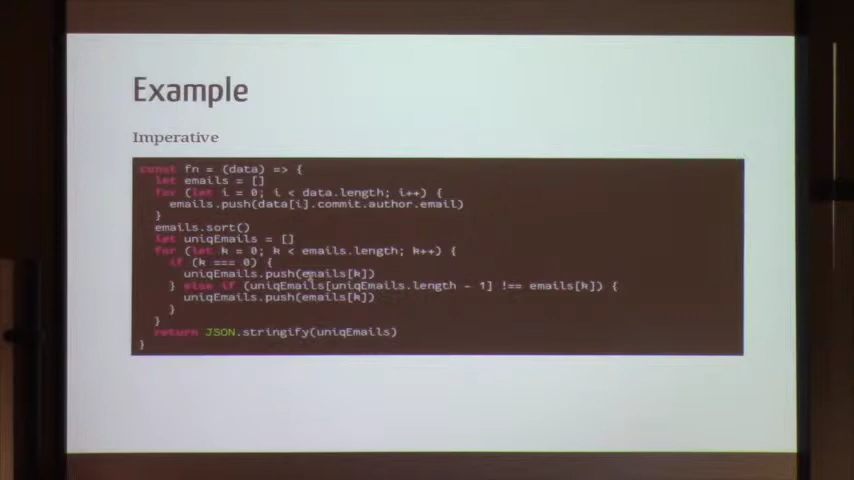 Example
Imperative
const fn = (data) => {
  let emails = []
  for (let i = 0; i < data.length; i++) {
    emails.push(data[i].commit.author.email)
  }
  emails.sort()
  let uniqEmails = []
  for (let k = 0; k < emails.length; k++) {
    if (k === 0) {
      uniqEmails.push(emails[k])
    } else if (uniqEmails[uniqEmails.length - 1] !== emails[k]) {
      uniqEmails.push(emails[k])
    }
  }
  return JSON.stringify(uniqEmails)
}